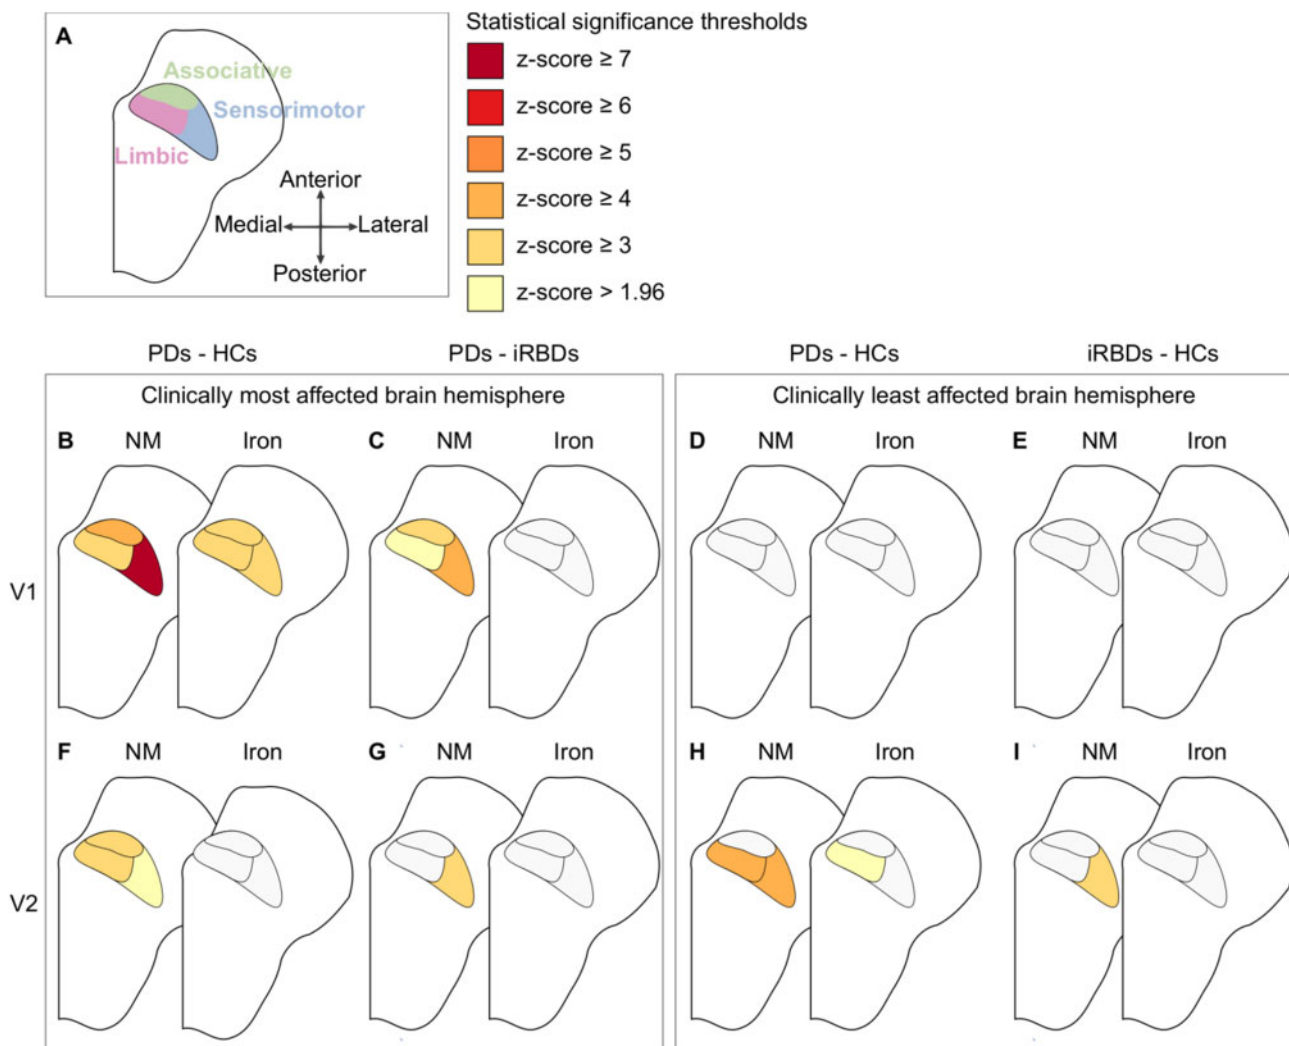 A
Associative
Sensorimotor
Limbic
Anterior
Medial Lateral
Posterior
Statistical significance thresholds
z-score ≥ 7
z-score ≥ 6
z-score ≥ 5
z-score ≥ 4
z-score ≥ 3
z-score > 1.96
PDs - HCs PDs - iRBDs PDs - HCs iRBDs - HCs
Clinically most affected brain hemisphere Clinically least affected brain hemisphere
B NM Iron C NM Iron D NM Iron E NM Iron
V1
F NM Iron G NM Iron H NM Iron I NM Iron
V2